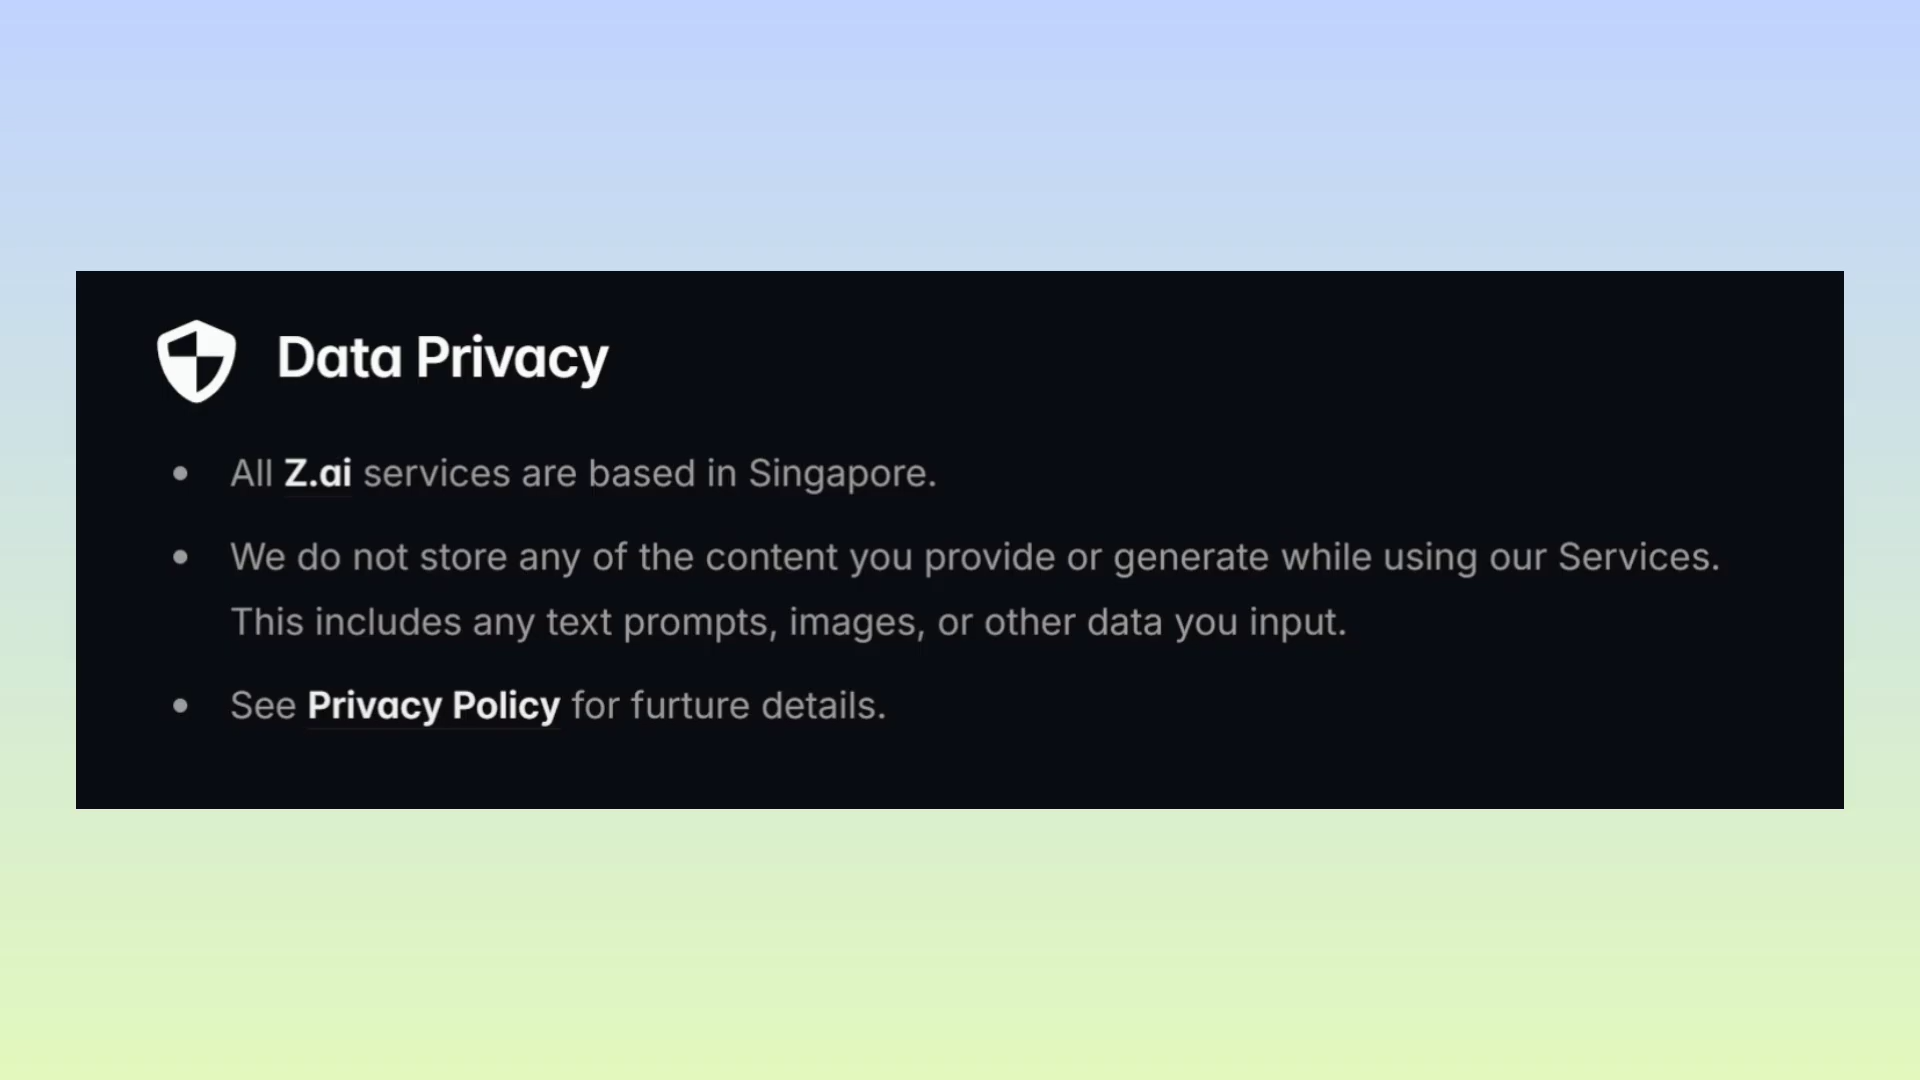 Data Privacy
All Z.ai services are based in Singapore.
We do not store any of the content you provide or generate while using our Services.
This includes any text prompts, images, or other data you input.
See Privacy Policy for furture details.